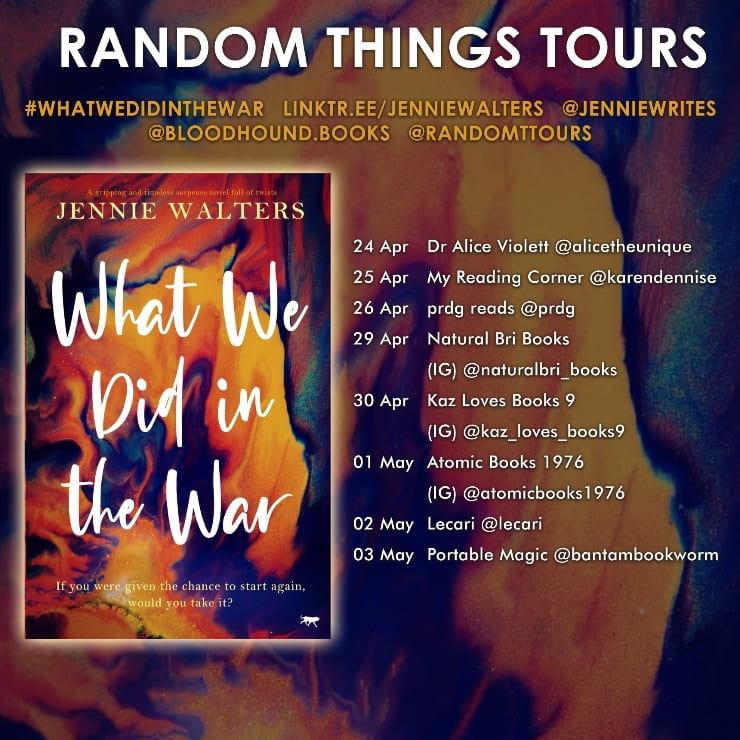 RANDOM THINGS TOURS
#WHATWEDIDINTHEWAR LINKTR.EE/JENNIEWALTERS @JENNIEWRITES
@BLOODHOUND.BOOKS @RANDOMTTOURS
A gripping and timeless suspense novel full of twists
JENNIE WALTERS
What We
Did in
the War
If you were given the chance to start again,
would you take it?
24 Apr Dr Alice Violett @alicetheunique
25 Apr My Reading Corner @karendennise
26 Apr prdg reads @prdg
29 Apr Natural Bri Books
(IG) @naturalbri_books
30 Apr Kaz Loves Books 9
(IG) @kaz_loves_books9
01 May Atomic Books 1976
(IG) @atomicbooks1976
02 May Lecari @lecari
03 May Portable Magic @bantambookworm